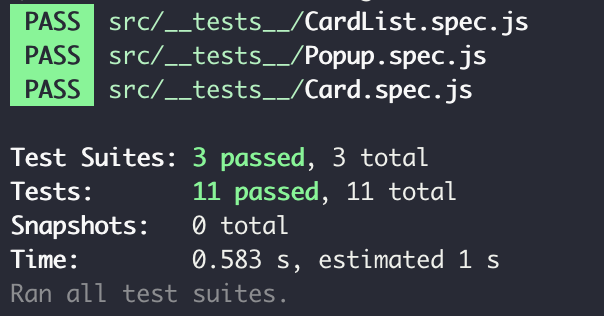 PASS src/__tests__/CardList.spec.js
PASS src/__tests__/Popup.spec.js
PASS src/__tests__/Card.spec.js
Test Suites: 3 passed, 3 total
Tests: 11 passed, 11 total
Snapshots: 0 total
Time: 0.583 s, estimated 1 s
Ran all test suites.